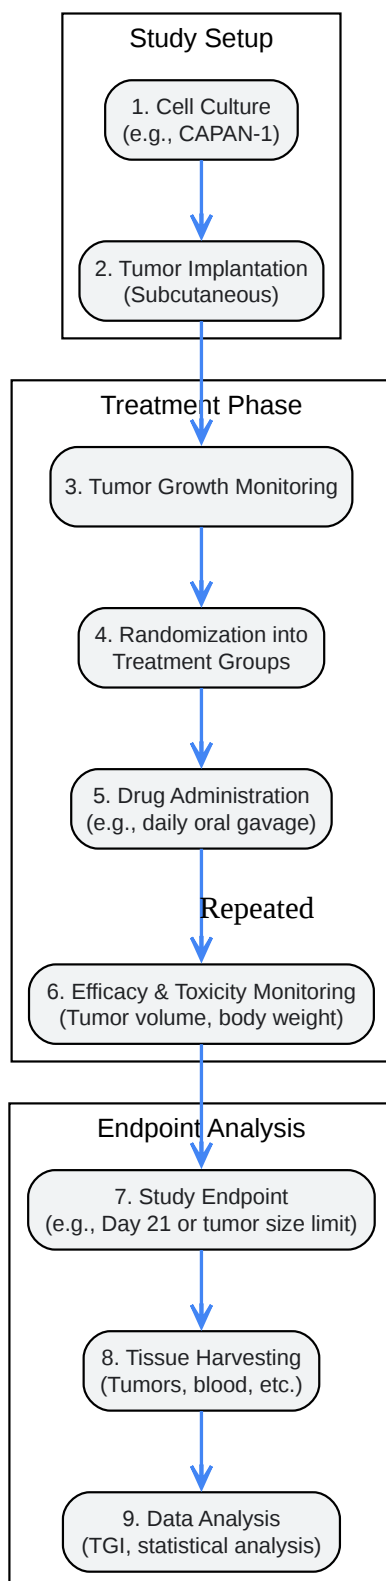 Study Setup
1. Cell Culture
(e.g., CAPAN-1)
2. Tumor Implantation
(Subcutaneous)
Treatment Phase
3. Tumor Growth Monitoring
4. Randomization into
Treatment Groups
5. Drug Administration
(e.g., daily oral gavage)
Repeated
6. Efficacy & Toxicity Monitoring
(Tumor volume, body weight)
Endpoint Analysis
7. Study Endpoint
(e.g., Day 21 or tumor size limit)
8. Tissue Harvesting
(Tumors, blood, etc.)
9. Data Analysis
(TGI, statistical analysis)